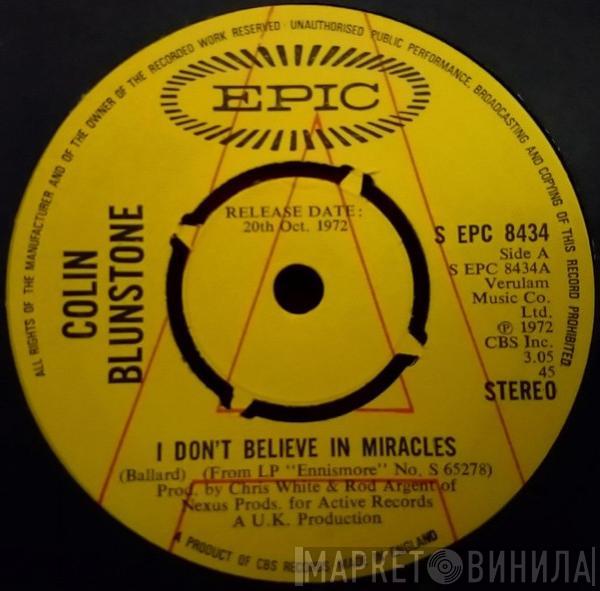 ALL RIGHTS OF THE MANUFACTURER AND OF THE OWNER OF THE RECORDED WORK RESERVED · UNAUTHORISED PUBLIC PERFORMANCE, BROADCASTING AND COPYING OF THIS RECORD PROHIBITED
EPIC
A
RELEASE DATE:
20th Oct. 1972
COLIN
BLUNSTONE
S EPC 8434
Side A
S EPC 8434A
Verulam
Music Co.
Ltd.
℗ 1972
CBS Inc.
3.05
45
STEREO
I DON'T BELIEVE IN MIRACLES
(Ballard) (From LP "Ennismore" No. S 65278)
Prod. by Chris White & Rod Argent of
Nexus Prods. for Active Records
A U.K. Production
A PRODUCT OF CBS RECORDS MADE IN ENGLAND
МАРКЕТ ВИНИЛА